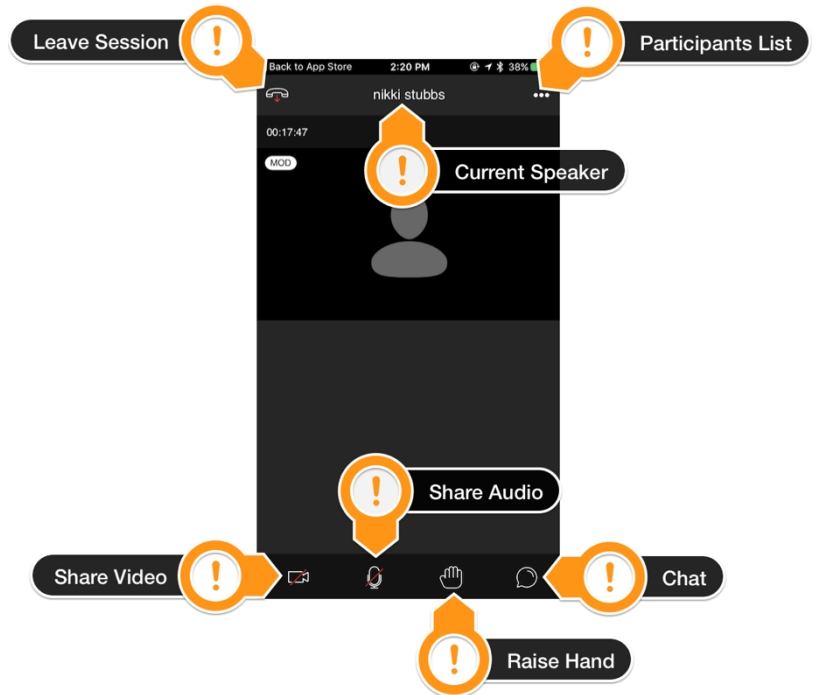 Leave Session
Participants List
Back to App Store 2:20 PM 38%
nikki stubbs
00:17:47
MOD
Current Speaker
Share Audio
Share Video
Chat
Raise Hand